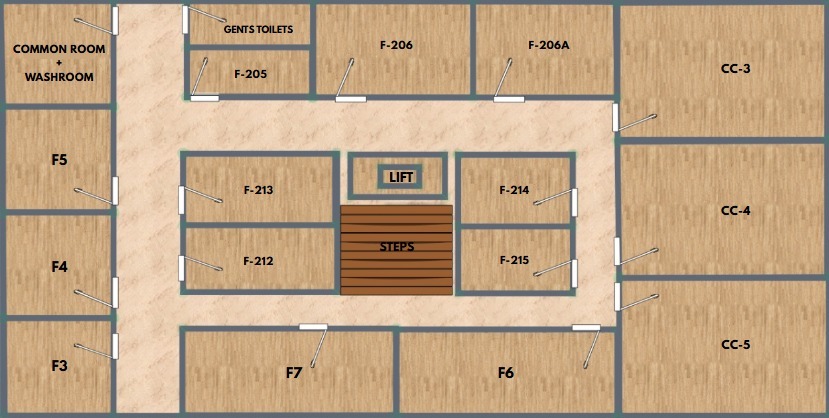 COMMON ROOM
+
WASHROOM
GENTS TOILETS
F-205
F-206
F-206A
CC-3
F5
F-213
LIFT
F-214
CC-4
F4
F-212
STEPS
F-215
F3
F7
F6
CC-5